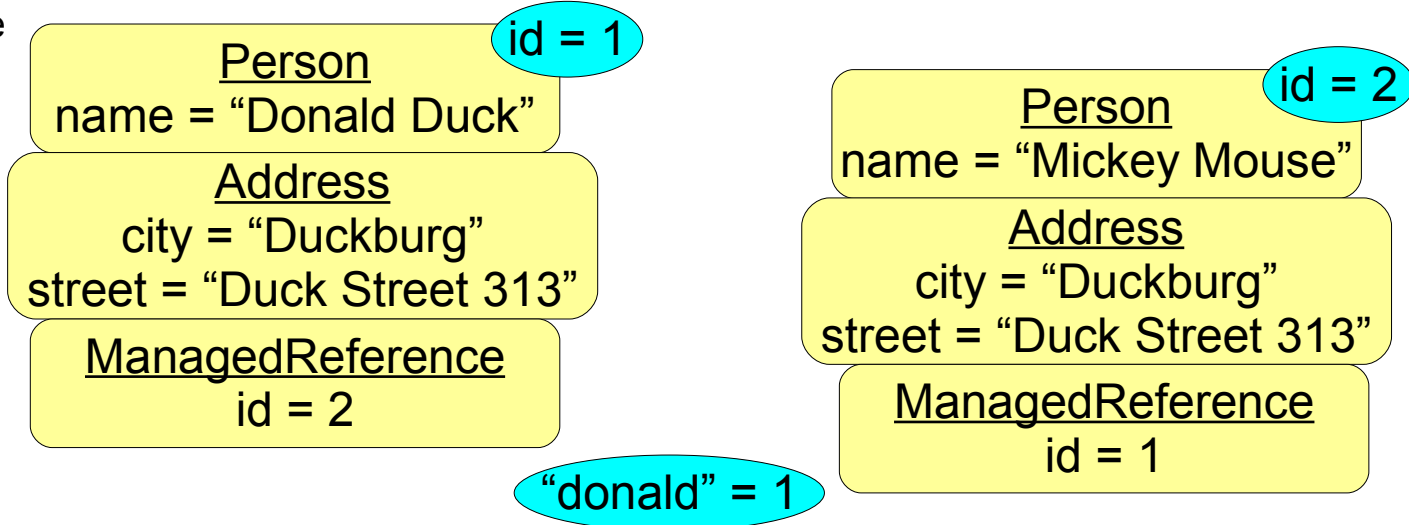 e
id = 1
Person
name = “Donald Duck”
Address
city = “Duckburg”
street = “Duck Street 313”
ManagedReference
id = 2
id = 2
Person
name = “Mickey Mouse”
Address
city = “Duckburg”
street = “Duck Street 313”
ManagedReference
id = 1
“donald” = 1